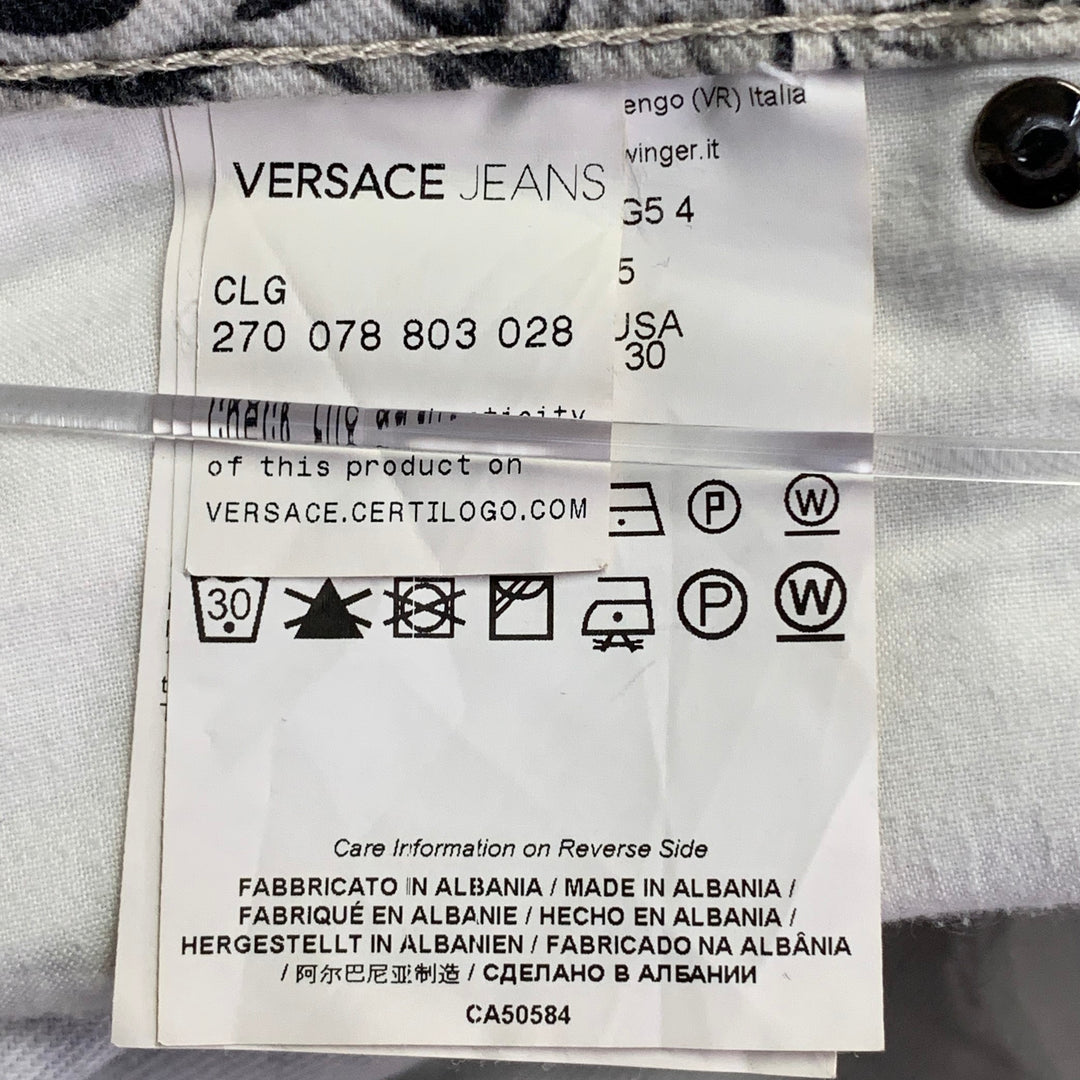 engo (VR) Italia
winger.it
VERSACE JEANS
G5 4
5
CLG
270 078 803 028
USA
30
of this product on
VERSACE.CERTILOGO.COM
P W
30 P W
Care Information on Reverse Side
FABBRICATO IN ALBANIA / MADE IN ALBANIA /
FABRIQUÉ EN ALBANIE / HECHO EN ALBANIA /
HERGESTELLT IN ALBANIEN / FABRICADO NA ALBÂNIA
/ 阿尔巴尼亚制造 / СДЕЛАНО В АЛБАНИИ
CA50584